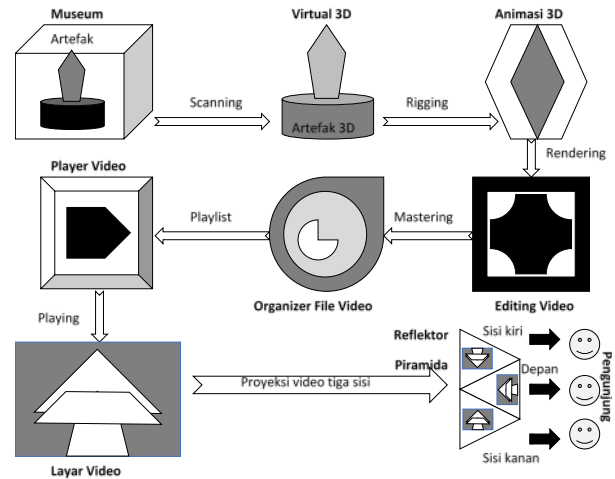 Museum
Virtual 3D
Animasi 3D
Artefak
Scanning
Rigging
Artefak 3D
Rendering
Player Video
Playlist
Mastering
Organizer File Video
Editing Video
Playing
Reflektor
Piramida
Sisi kiri
Depan
Pengunjung
Proyeksi video tiga sisi
Sisi kanan
Layar Video